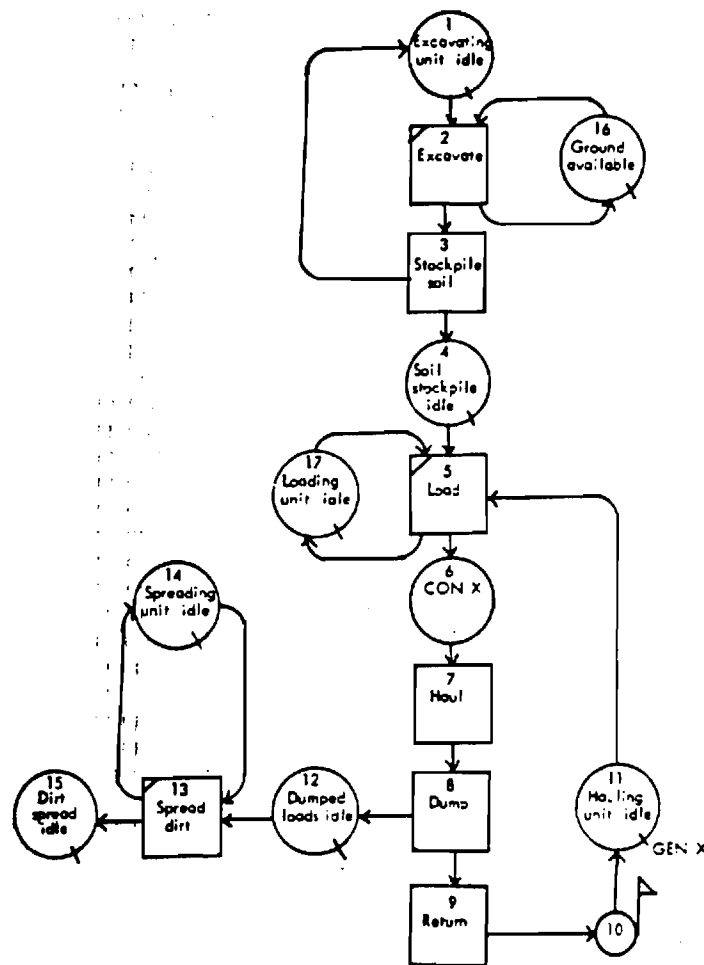 1
Excavating
unit idle
2
Excavate
16
Ground
available
3
Stockpile
soil
4
Soil
stockpile
idle
17
Loading
unit idle
5
Load
6
CON X
14
Spreading
unit idle
7
Haul
15
Dirt
spread
idle
13
Spread
dirt
12
Dumped
loads idle
8
Dump
11
Hauling
unit idle
GEN X
9
Return
10